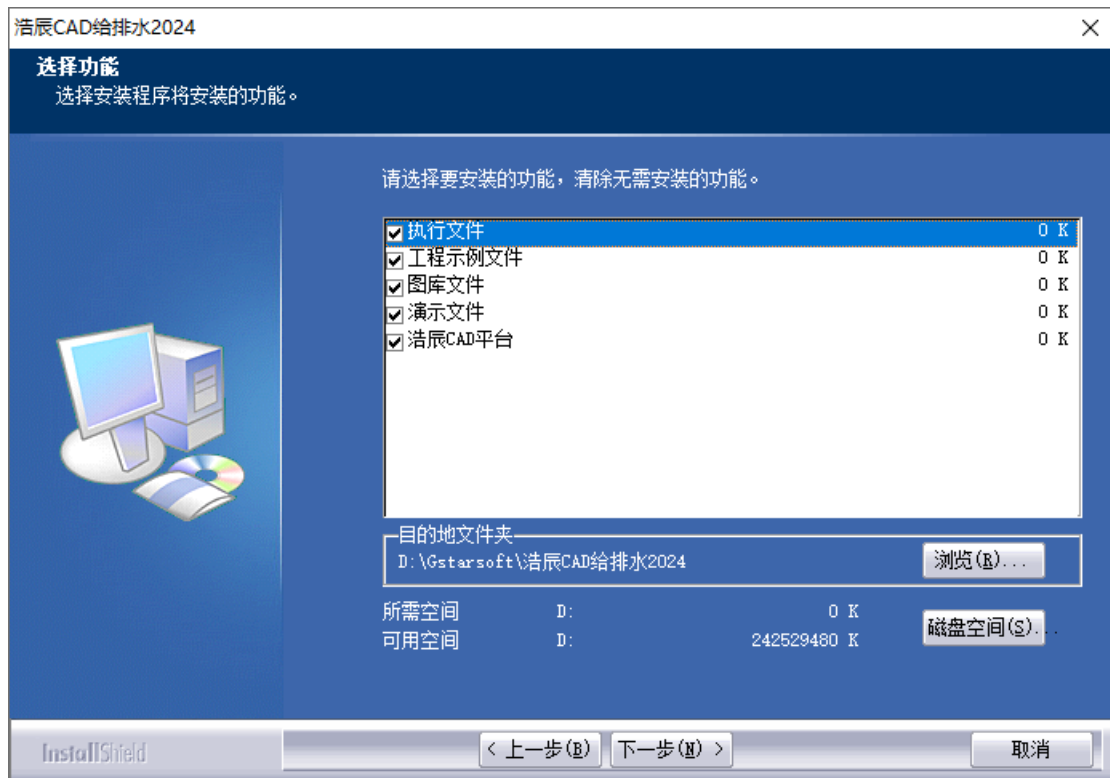 浩辰CAD给排水2024
选择功能
选择安装程序将安装的功能。
请选择要安装的功能，清除无需安装的功能。
执行文件 0 K
工程示例文件 0 K
图库文件 0 K
演示文件 0 K
浩辰CAD平台 0 K
目的地文件夹
D:\Gstarsoft\浩辰CAD给排水2024 浏览(R)...
所需空间 D: 0 K
磁盘空间(S)...
可用空间 D: 242529480 K
InstallShield < 上一步(B) 下一步(N) > 取消